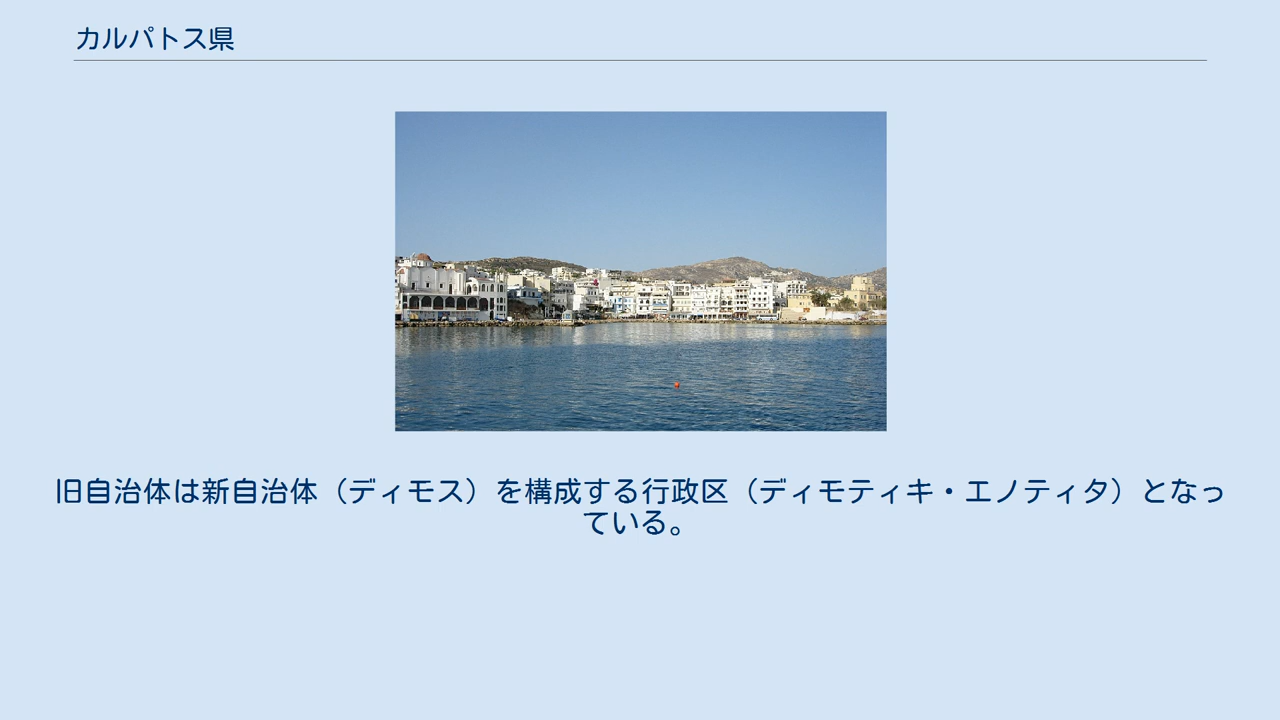 カルパトス県
旧自治体は新自治体（ディモス）を構成する行政区（ディモティキ・エノティタ）となっ
ている。